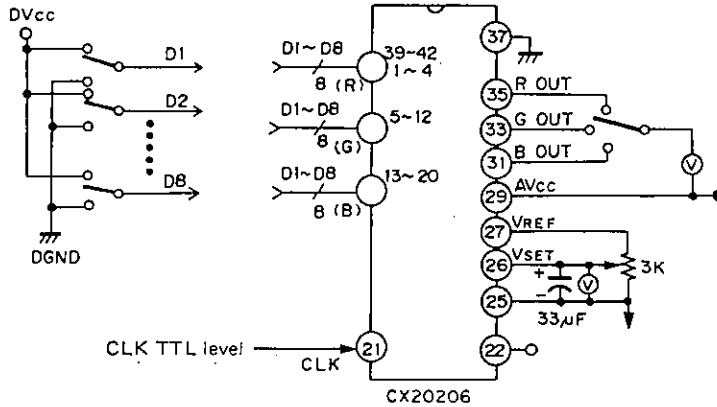 DVcc
D1
D2
D8
DGND
D1~D8
8 (R)
39~42
1~4
D1~D8
8 (G)
5~12
D1~D8
8 (B)
13~20
CLK TTL level
CLK
21
37
35
R OUT
33
G OUT
31
B OUT
V
29
AVcc
27
VREF
26
VSET
3K
+
V
−
25
33μF
22
CX20206